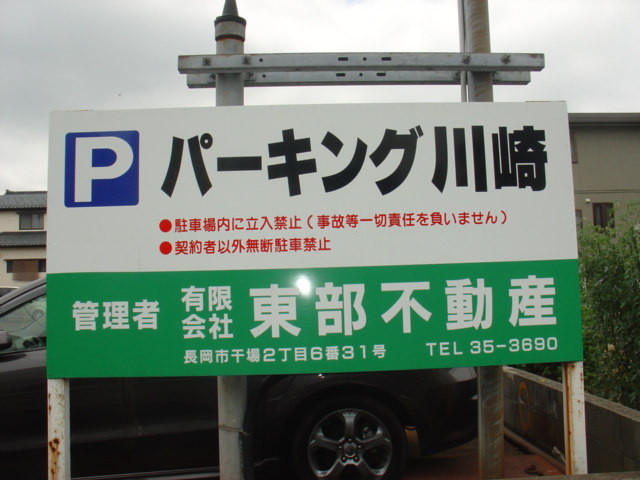 P パーキング川崎
●駐車場内に立入禁止(事故等一切責任を負いません)
●契約者以外無断駐車禁止
管理者 有限会社 東部不動産
長岡市干場2丁目6番31号 TEL 35-3690